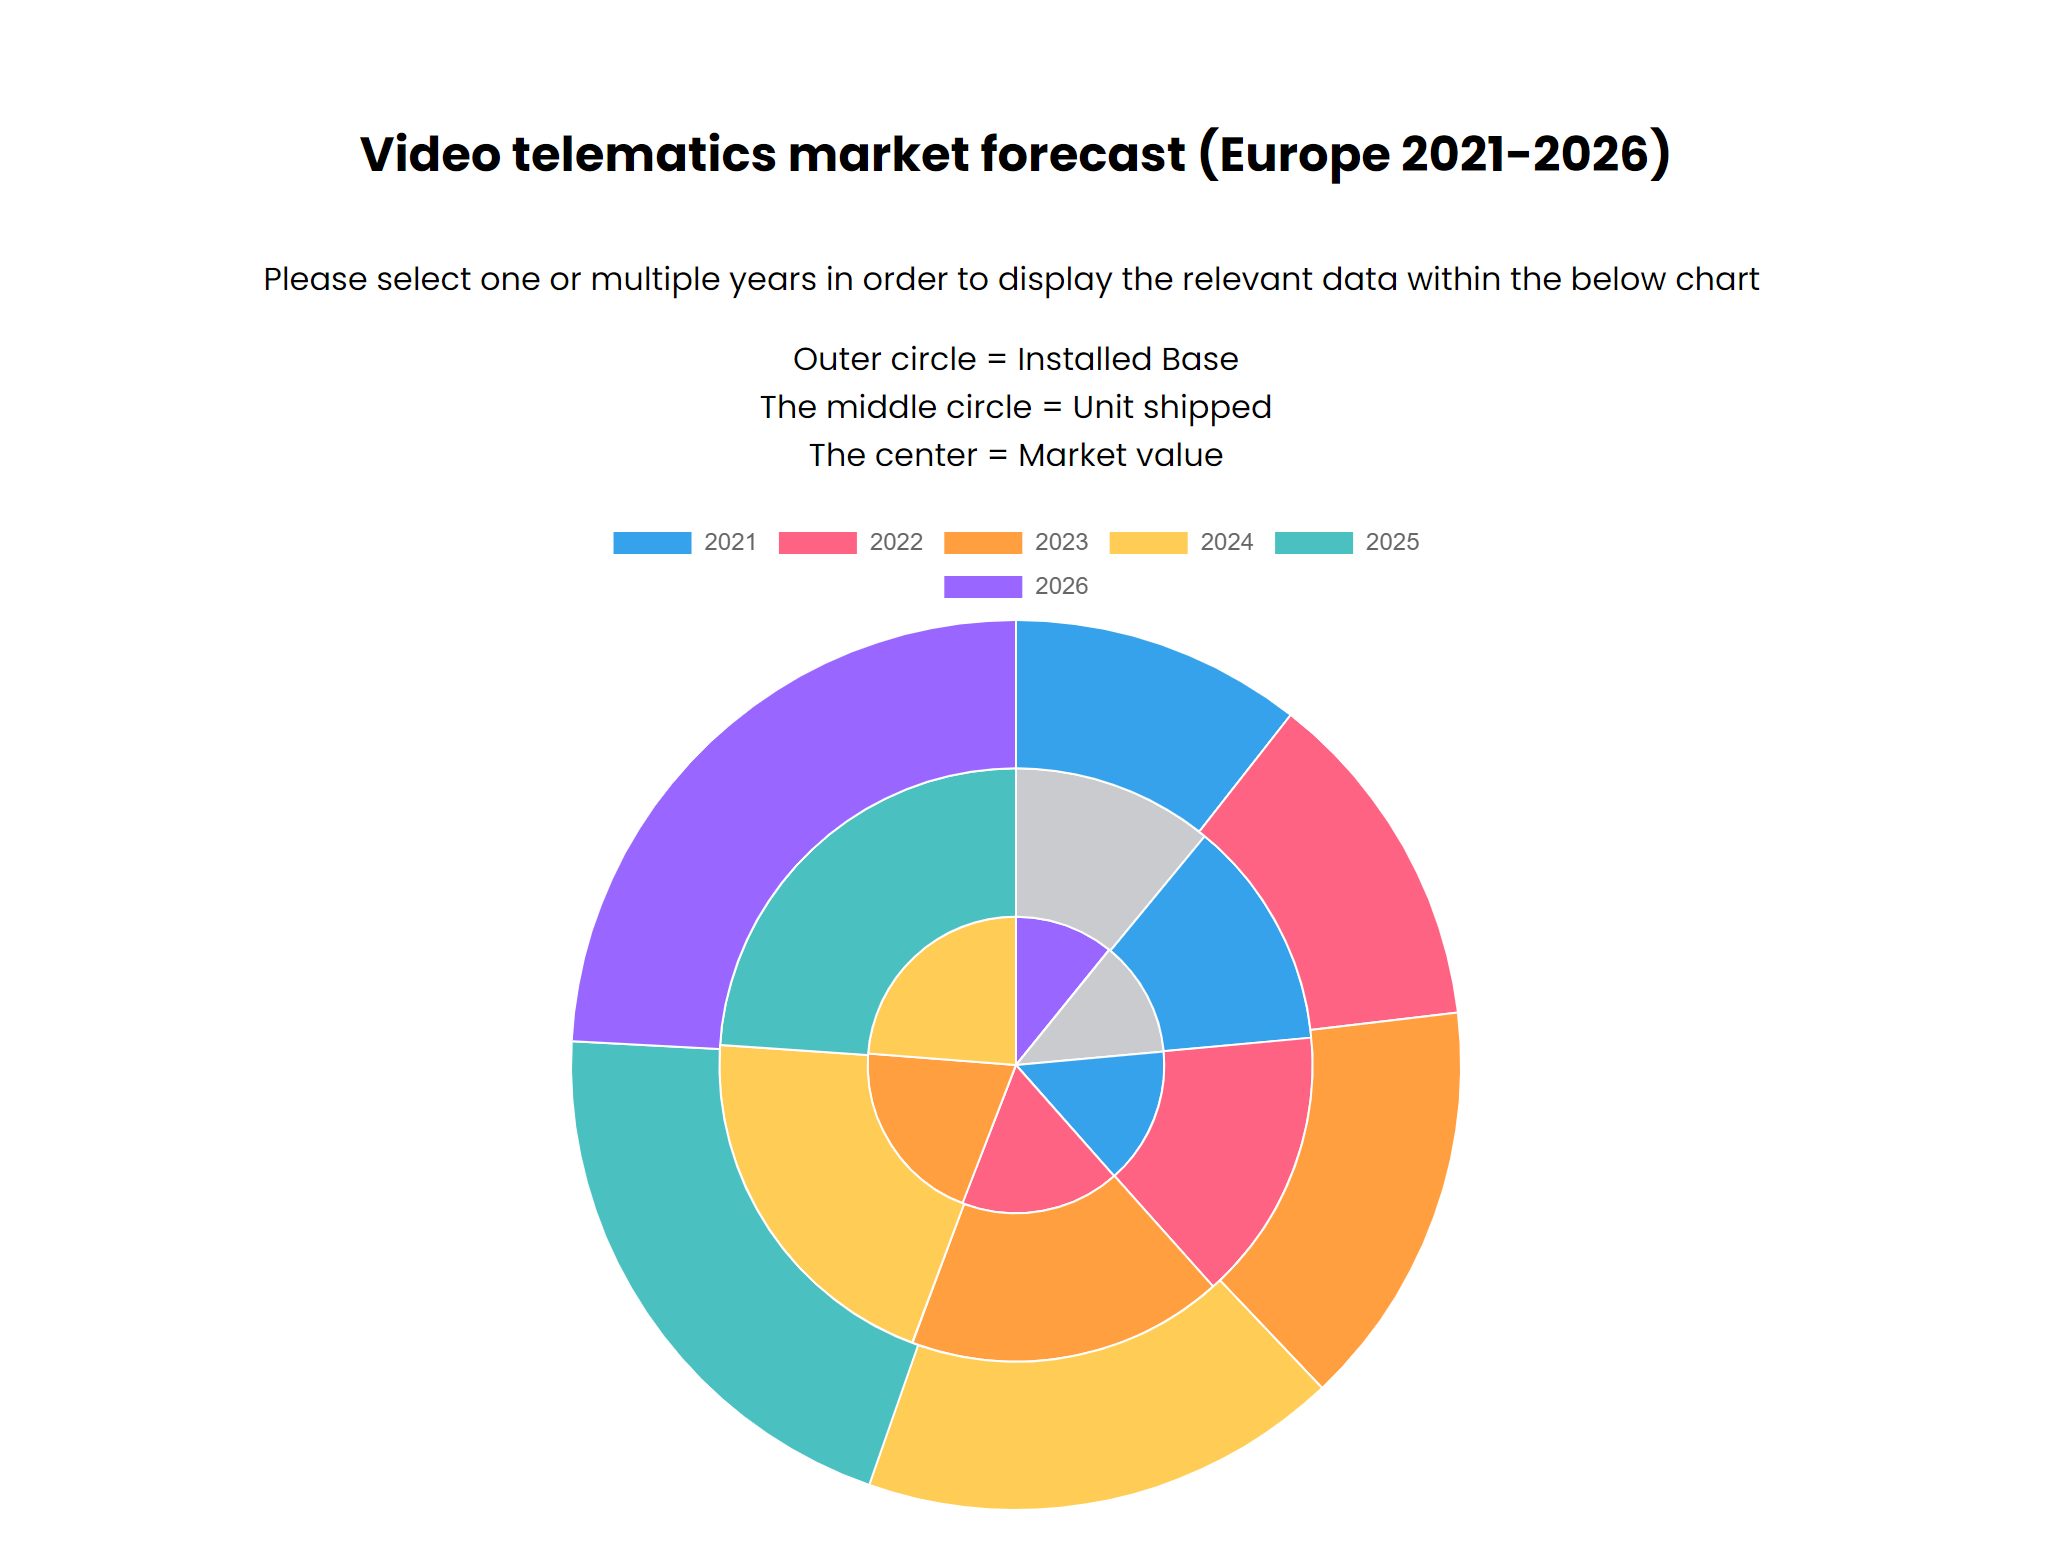 Video telematics market forecast (Europe 2021-2026)
Please select one or multiple years in order to display the relevant data within the below chart
Outer circle = Installed Base
The middle circle = Unit shipped
The center = Market value
2021 2022 2023 2024 2025
2026